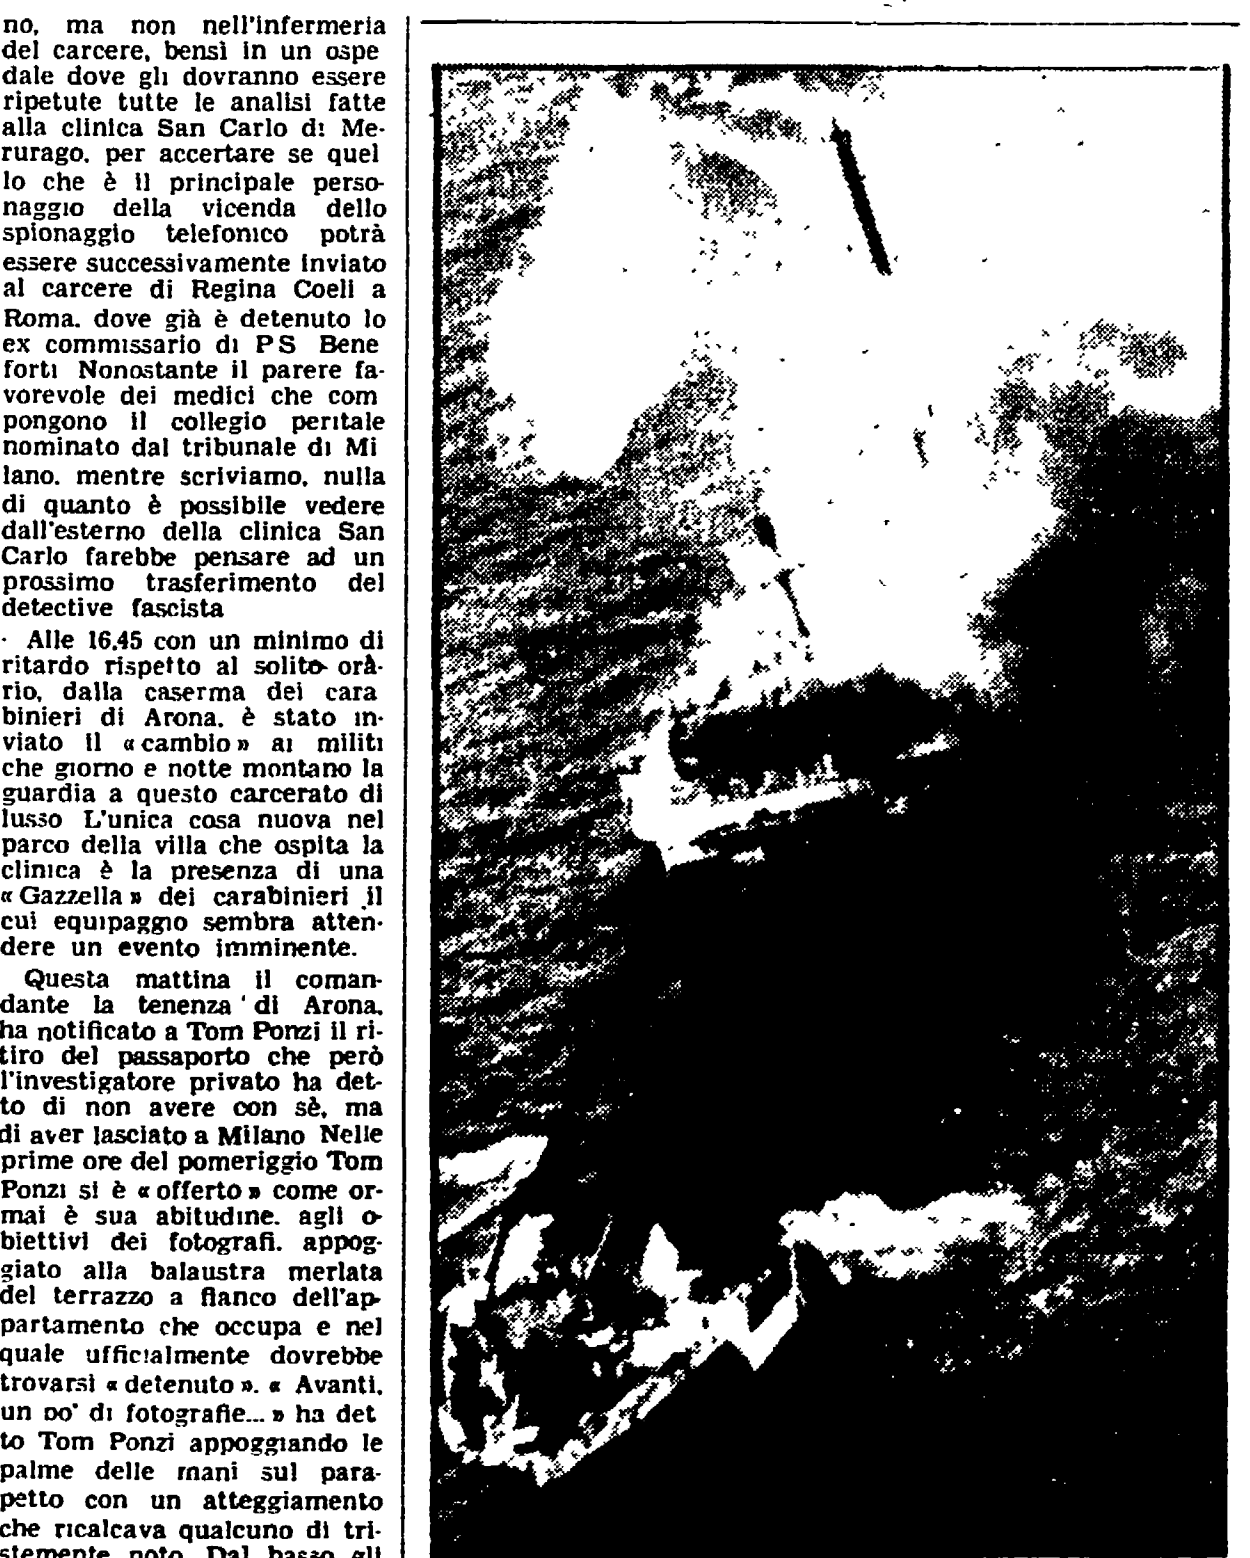 no, ma non nell'infermeria
del carcere, bensì in un ospe
dale dove gli dovranno essere
ripetute tutte le analisi fatte
alla clinica San Carlo di Me-
rurago. per accertare se quel
lo che è il principale perso-
naggio della vicenda dello
spionaggio telefonico potrà
essere successivamente inviato
al carcere di Regina Coeli a
Roma. dove già è detenuto lo
ex commissario di PS Bene
forti Nonostante il parere fa-
vorevole dei medici che com
pongono il collegio peritale
nominato dal tribunale di Mi
lano. mentre scriviamo, nulla
di quanto è possibile vedere
dall'esterno della clinica San
Carlo farebbe pensare ad un
prossimo trasferimento del
detective fascista
Alle 16,45 con un minimo di
ritardo rispetto al solito orà-
rio, dalla caserma dei cara
binieri di Arona. è stato in-
viato il « cambio » ai militi
che giorno e notte montano la
guardia a questo carcerato di
lusso L'unica cosa nuova nel
parco della villa che ospita la
clinica è la presenza di una
« Gazzella » dei carabinieri il
cui equipaggio sembra atten-
dere un evento imminente.
Questa mattina il coman-
dante la tenenza di Arona,
ha notificato a Tom Ponzi il ri-
tiro del passaporto che però
l'investigatore privato ha det-
to di non avere con sè, ma
di aver lasciato a Milano Nelle
prime ore del pomeriggio Tom
Ponzi si è « offerto » come or-
mai è sua abitudine. agli o-
biettivi dei fotografi. appog-
giato alla balaustra merlata
del terrazzo a fianco dell'ap-
partamento che occupa e nel
quale ufficialmente dovrebbe
trovarsi « detenuto ». « Avanti,
un po' di fotografie... » ha det
to Tom Ponzi appoggiando le
palme delle mani sul para-
petto con un atteggiamento
che ricalcava qualcuno di tri-
stemente noto Dal basso gli